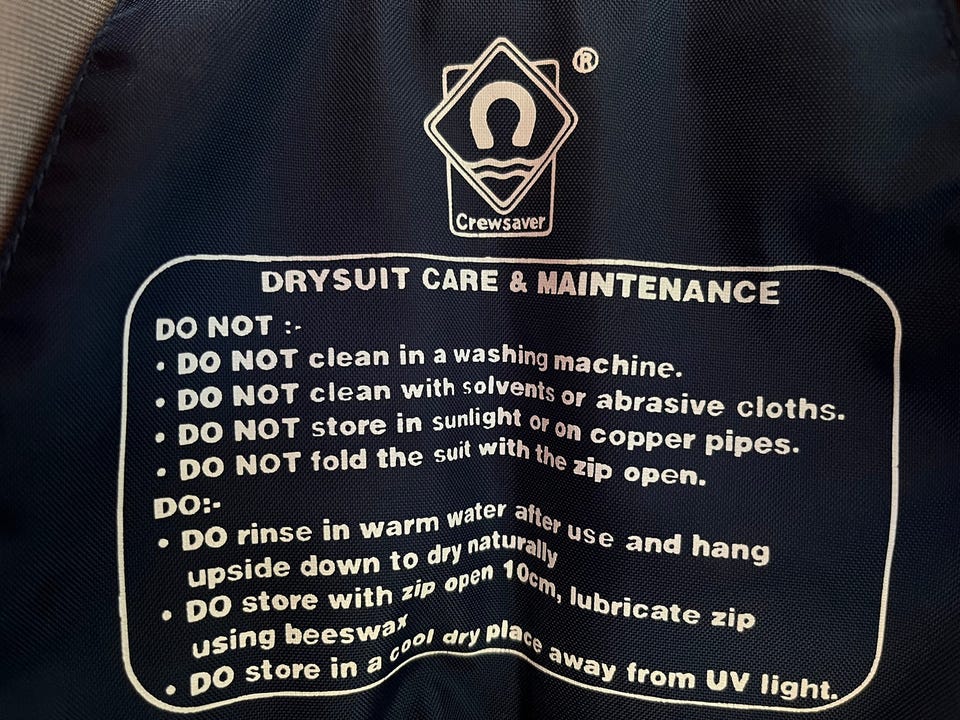 ®
Crewsaver
DRYSUIT CARE & MAINTENANCE
DO NOT :-
• DO NOT clean in a washing machine.
• DO NOT clean with solvents or abrasive cloths.
• DO NOT store in sunlight or on copper pipes.
• DO NOT fold the suit with the zip open.
DO:-
• DO rinse in warm water after use and hang
upside down to dry naturally
• DO store with zip open 10cm, lubricate zip
using beeswax
• DO store in a cool dry place away from UV light.